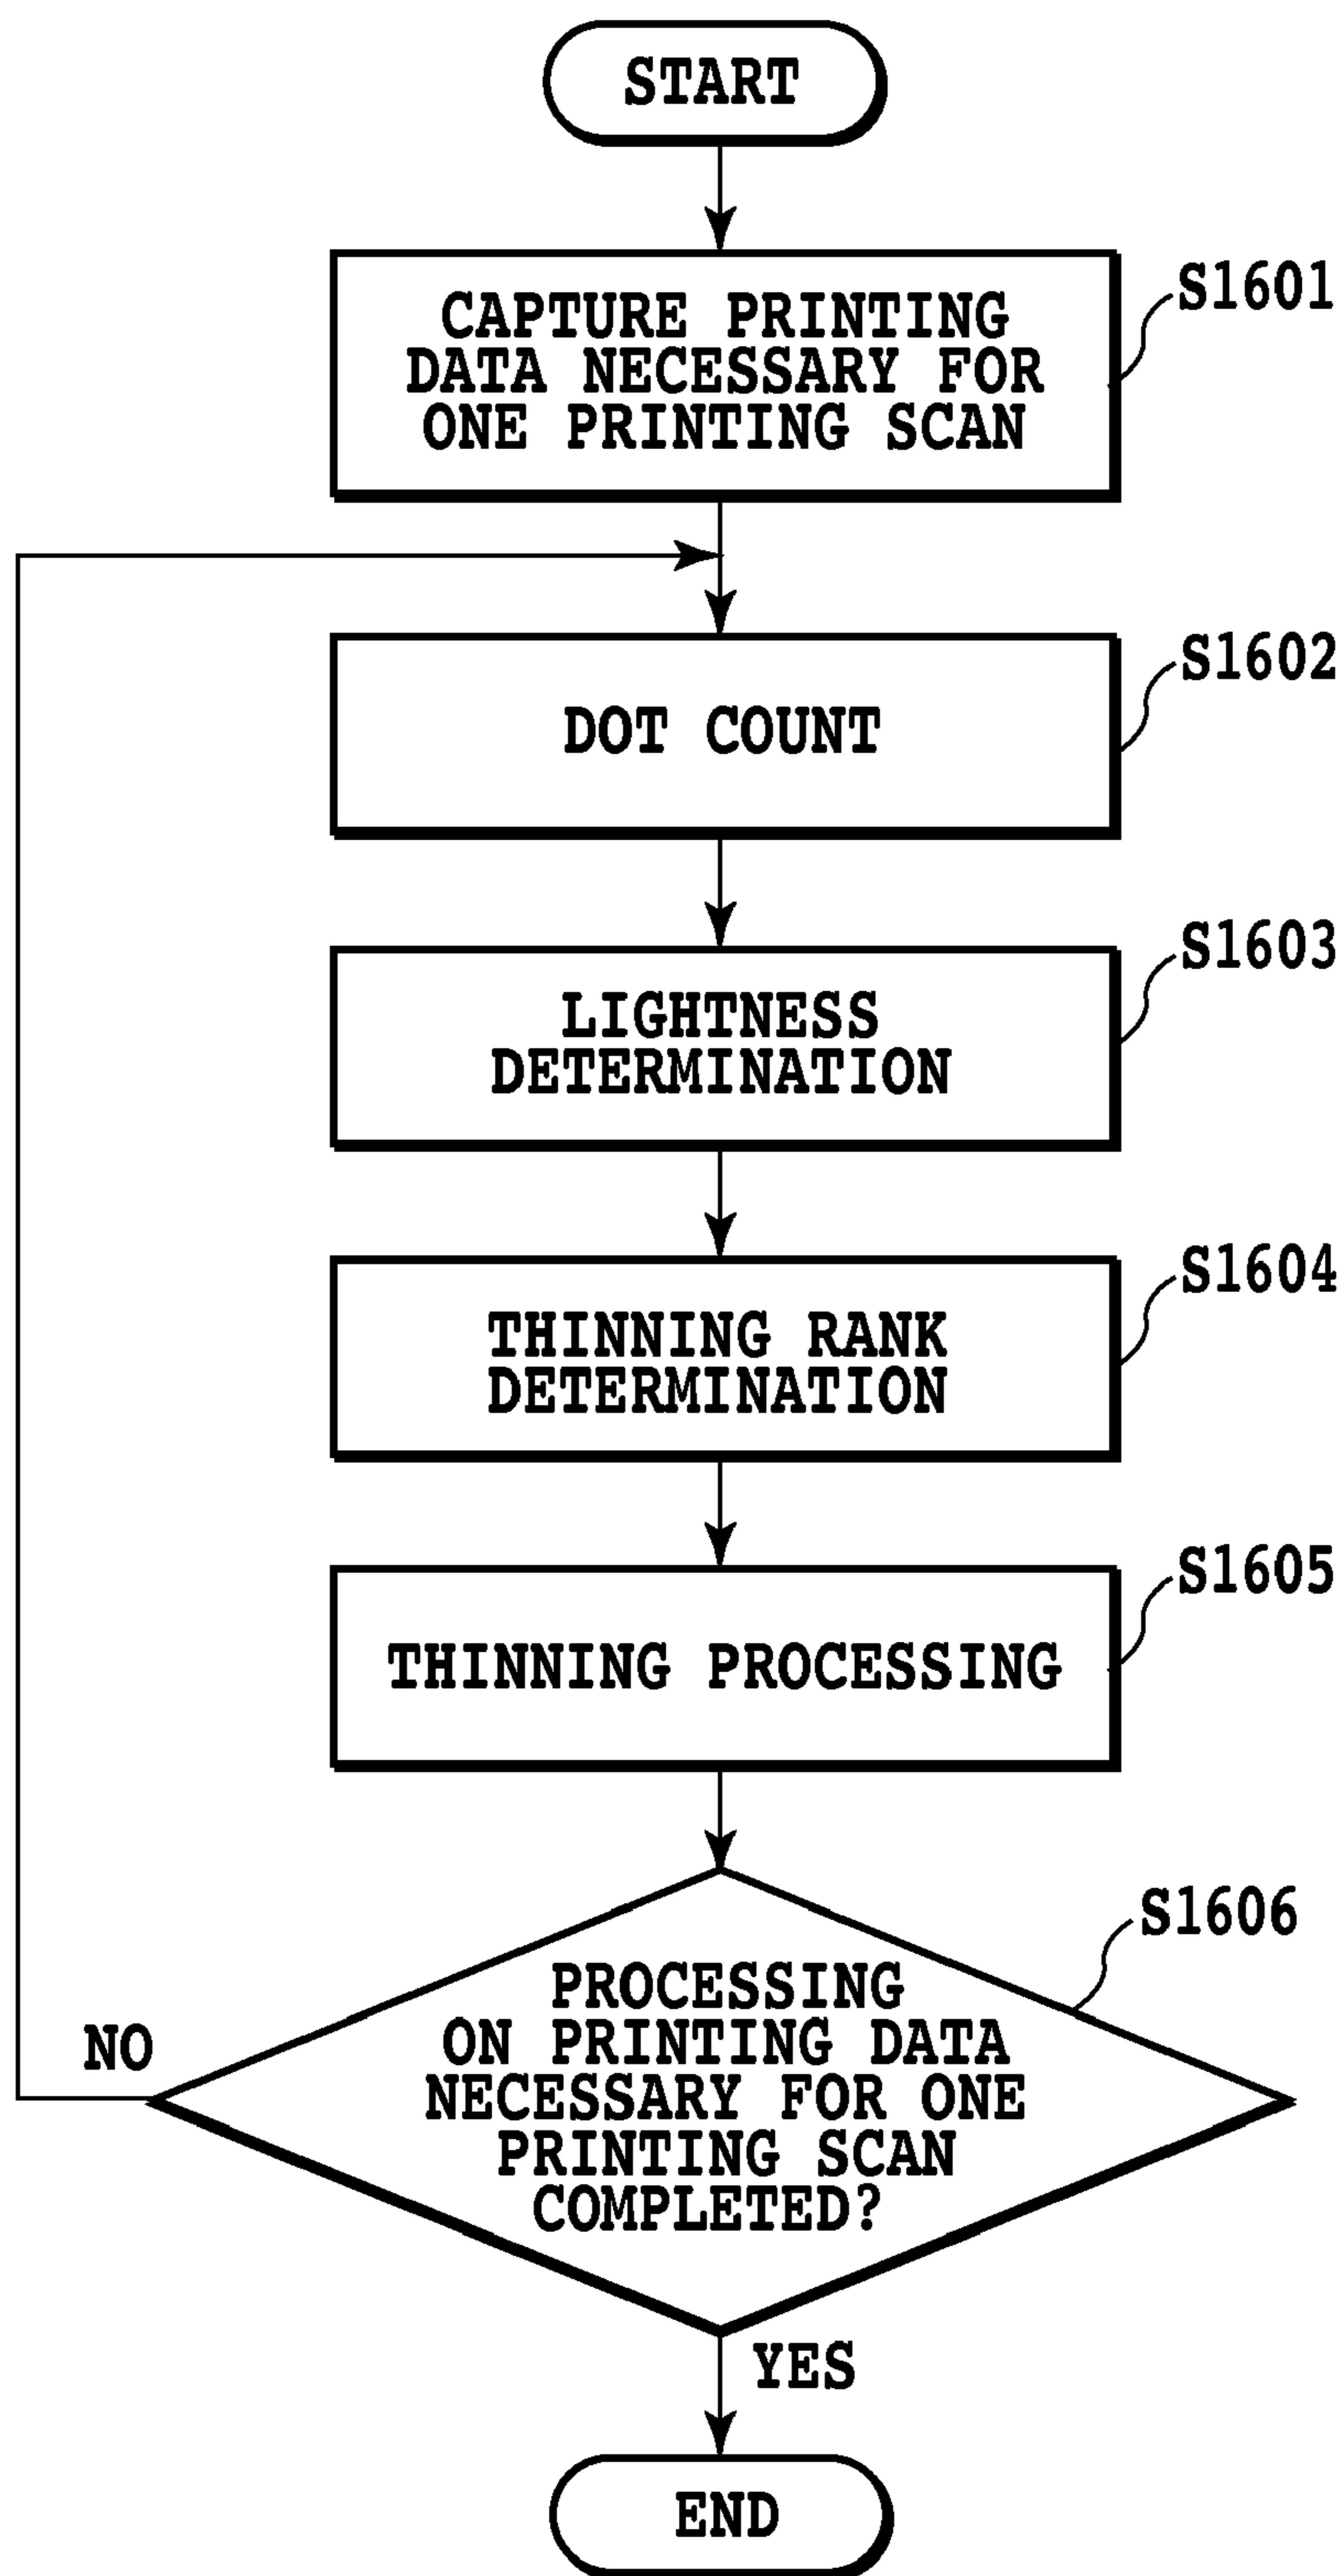 START
CAPTURE PRINTING
DATA NECESSARY FOR
ONE PRINTING SCAN
S1601
DOT COUNT
S1602
LIGHTNESS
DETERMINATION
S1603
THINNING RANK
DETERMINATION
S1604
THINNING PROCESSING
S1605
PROCESSING
ON PRINTING DATA
NECESSARY FOR ONE
PRINTING SCAN
COMPLETED?
S1606
NO
YES
END